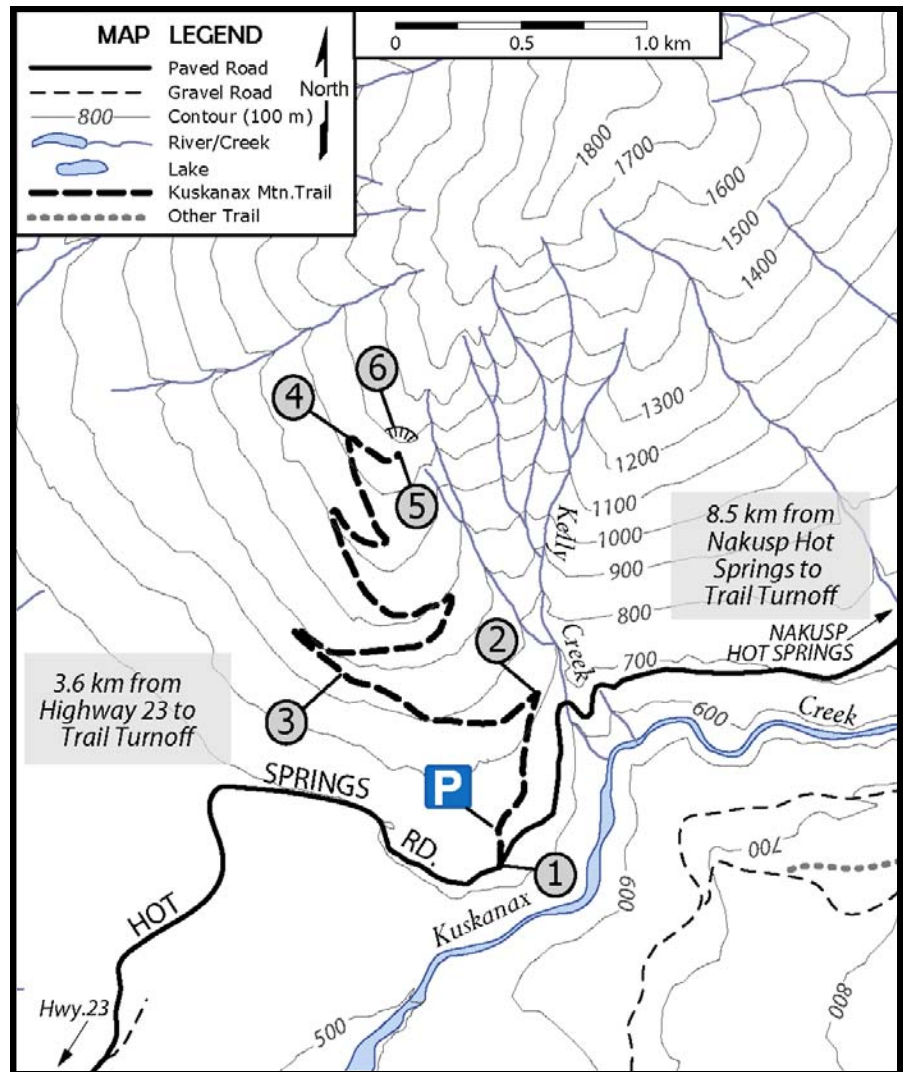 MAP LEGEND
Paved Road
Gravel Road
800
Contour (100 m)
River/Creek
Lake
Kuskanax Mtn.Trail
Other Trail
North
0 0.5 1.0 km
1800
1700
1600
1500
1400
1300
1200
1100
1000
900
800
700
600
6
4
5
Kelly
Creek
8.5 km from
Nakusp Hot
Springs to
Trail Turnoff
NAKUSP
HOT SPRINGS
2
3
3.6 km from
Highway 23 to
Trail Turnoff
Creek
P
HOT
SPRINGS
RD.
1
Kuskanax
600
700
800
500
Hwy.23